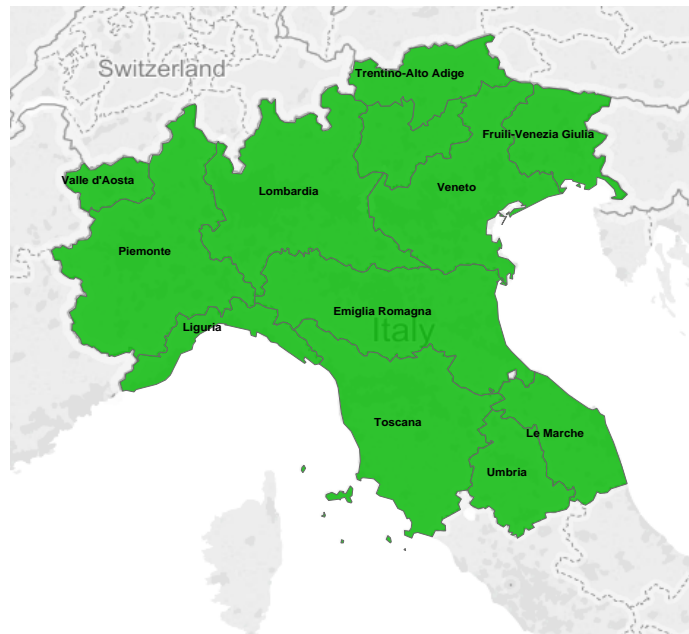 Switzerland
Trentino-Alto Adige
Fruili-Venezia Giulia
Valle d'Aosta
Lombardia
Veneto
Piemonte
Emiglia Romagna
Liguria
Italy
Toscana
Le Marche
Umbria